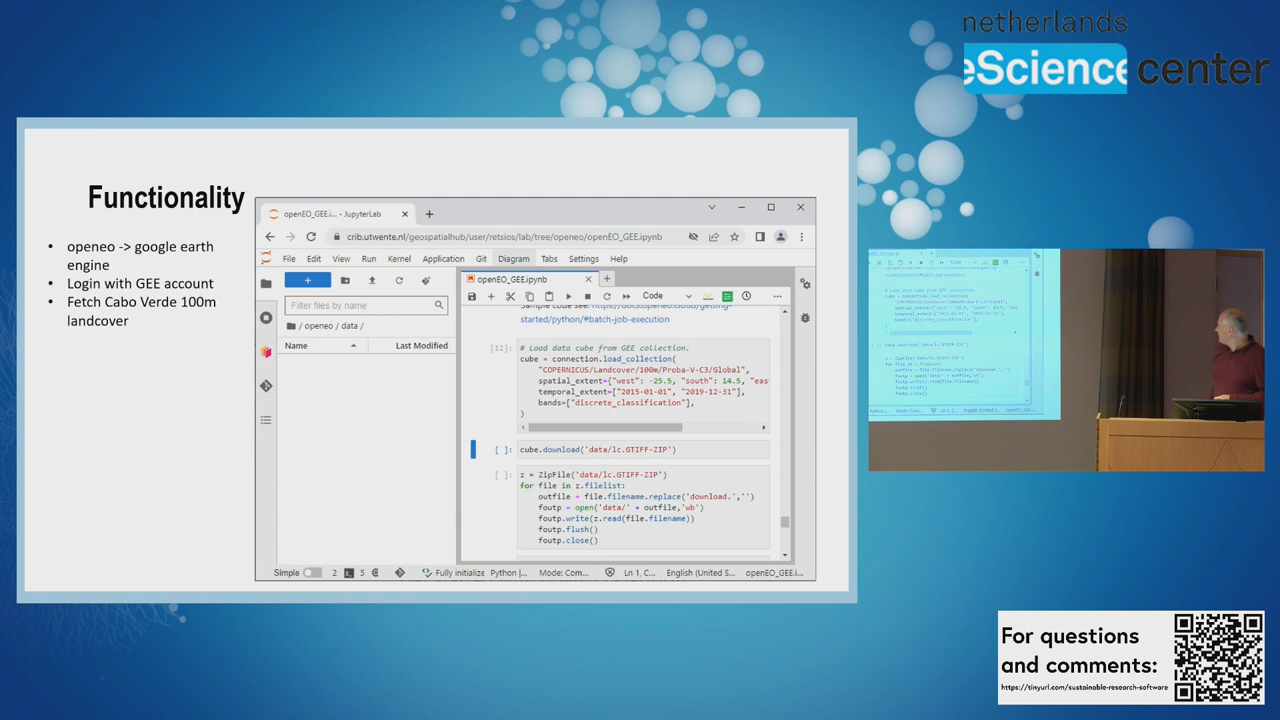 netherlands
eScience center
Functionality
• openeo -> google earth
engine
• Login with GEE account
• Fetch Cabo Verde 100m
landcover
openEO_GEE.i... - JupyterLab
crib.utwente.nl/geospatialhub/user/retsios/lab/tree/openeo/openEO_GEE.ipynb
File Edit View Run Kernel Application Git Diagram Tabs Settings Help
openEO_GEE.ipynb
Code
Filter files by name
/ openeo / data /
Name Last Modified
started/python/#batch-job-execution
[12]: # Load data cube from GEE collection.
cube = connection.load_collection(
"COPERNICUS/Landcover/100m/Proba-V-C3/Global",
spatial_extent={"west": -25.5, "south": 14.5, "eas
temporal_extent=["2015-01-01", "2019-12-31"],
bands=["discrete_classification"],
)
[ ]: cube.download('data/lc.GTIFF-ZIP')
[ ]: z = ZipFile('data/lc.GTIFF-ZIP')
for file in z.filelist:
outfile = file.filename.replace('download.','')
foutp = open('data/' + outfile,'wb')
foutp.write(z.read(file.filename))
foutp.flush()
foutp.close()
Simple 2 5 Fully initialize Python |... Mode: Com... Ln 1, C... English (United S... openEO_GEE.i...
For questions
and comments:
https://tinyurl.com/sustainable-research-software